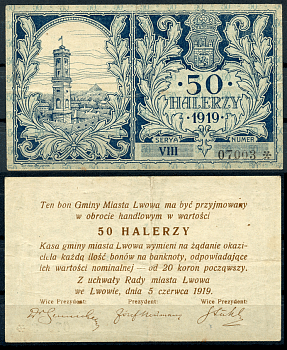 50
HALERZY
·1919·
SERYA NUMER
VIII 07003 *
Ten bon Gminy Miasta Lwowa ma być przyjmowany
w obrocie handlowym w wartości
50 HALERZY
Kasa gminy miasta Lwowa wymieni na żądanie okazi-
ciela każdą ilość bonów na banknoty, odpowiadające
ich wartości nominalnej — od 20 koron począwszy.
Z uchwały Rady miasta Lwowa
we Lwowie, dnia 5 czerwca 1919.
Wice Prezydent: Prezydent: Wice Prezydent: